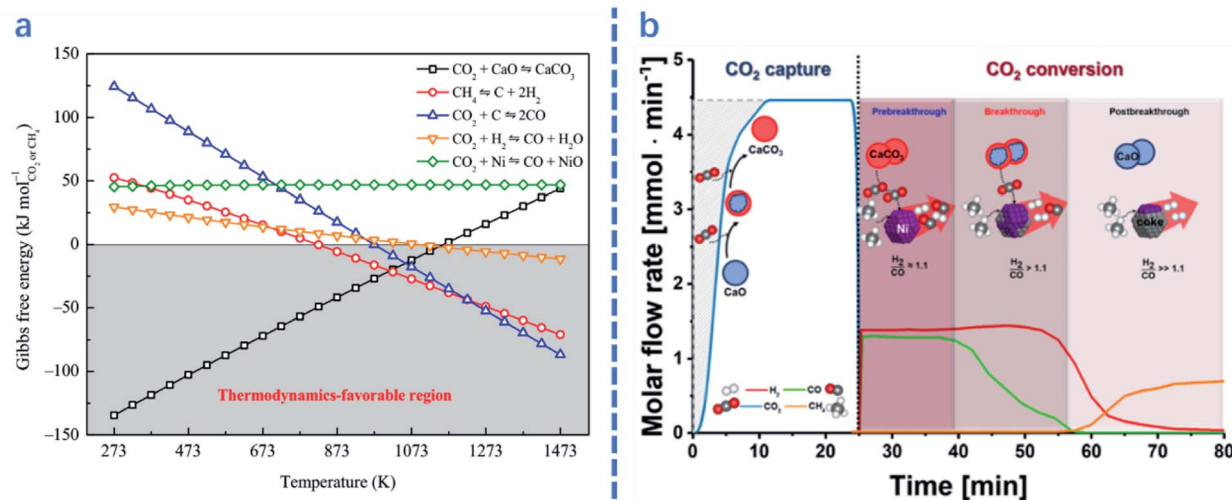 a
Gibbs free energy (kJ mol⁻¹ CO₂ or CH₄)
150
100
50
0
−50
−100
−150
CO₂ + CaO ⇋ CaCO₃
CH₄ ⇋ C + 2H₂
CO₂ + C ⇋ 2CO
CO₂ + H₂ ⇋ CO + H₂O
CO₂ + Ni ⇋ CO + NiO
Thermodynamics-favorable region
273
473
673
873
1073
1273
1473
Temperature (K)
b
Molar flow rate [mmol · min⁻¹]
5
4
3
2
1
0
CO₂ capture
CO₂ conversion
Prebreakthrough
Breakthrough
Postbreakthrough
CaCO₃
CaO
CaCO₃
Ni
coke
CaO
H₂/CO ≈ 1.1
H₂/CO > 1.1
H₂/CO >> 1.1
H₂
CO
CO₂
CH₄
0
10
20
30
40
50
60
70
80
Time [min]